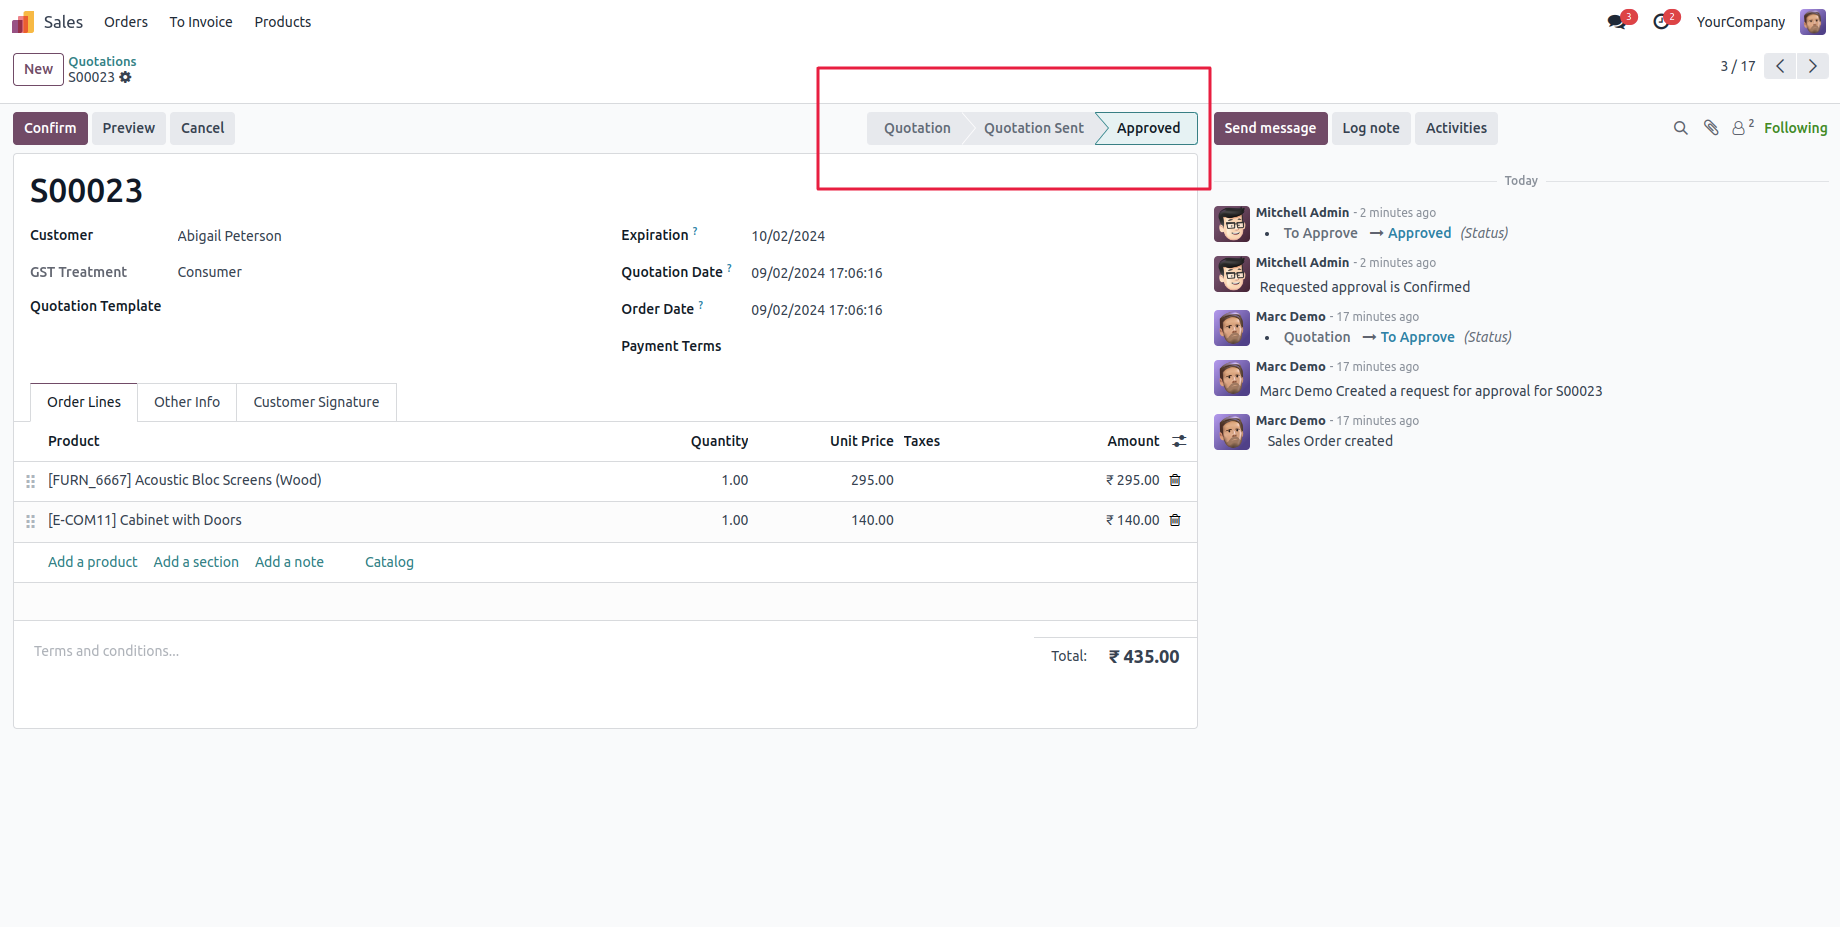 Sales Orders To Invoice Products 3 2 YourCompany
New Quotations
S00023
3 / 17
Confirm Preview Cancel Quotation Quotation Sent Approved Send message Log note Activities 2 Following
S00023
Customer Abigail Peterson
GST Treatment Consumer
Quotation Template
Expiration ? 10/02/2024
Quotation Date ? 09/02/2024 17:06:16
Order Date ? 09/02/2024 17:06:16
Payment Terms
Order Lines Other Info Customer Signature
Product Quantity Unit Price Taxes Amount
[FURN_6667] Acoustic Bloc Screens (Wood) 1.00 295.00 ₹ 295.00
[E-COM11] Cabinet with Doors 1.00 140.00 ₹ 140.00
Add a product Add a section Add a note Catalog
Terms and conditions...
Total: ₹ 435.00
Today
Mitchell Admin - 2 minutes ago
• To Approve → Approved (Status)
Mitchell Admin - 2 minutes ago
Requested approval is Confirmed
Marc Demo - 17 minutes ago
• Quotation → To Approve (Status)
Marc Demo - 17 minutes ago
Marc Demo Created a request for approval for S00023
Marc Demo - 17 minutes ago
Sales Order created